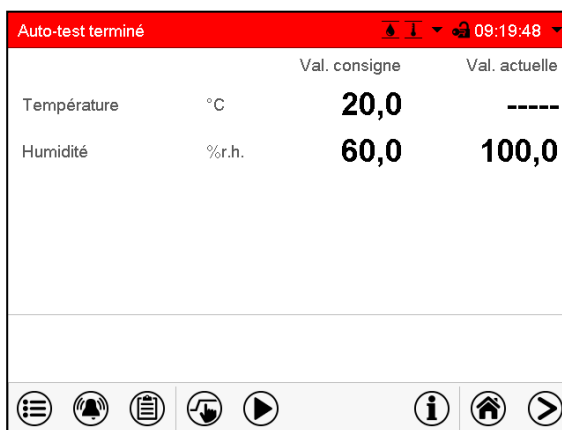 Auto-test terminé 09:19:48
Val. consigne Val. actuelle
Température °C 20,0 -----
Humidité %r.h. 60,0 100,0